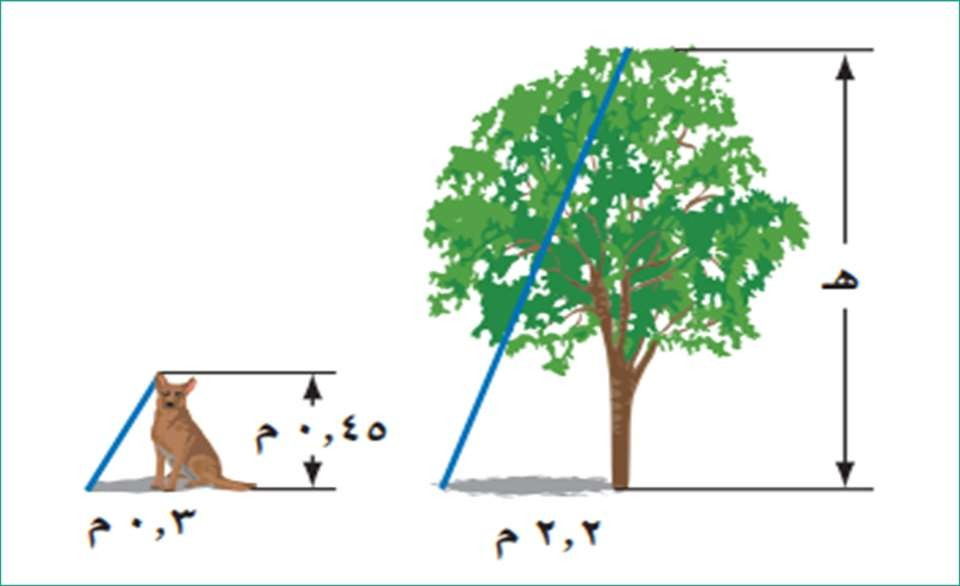 هـ
٠,٤٥ م
٠,٣ م
٢,٢ م